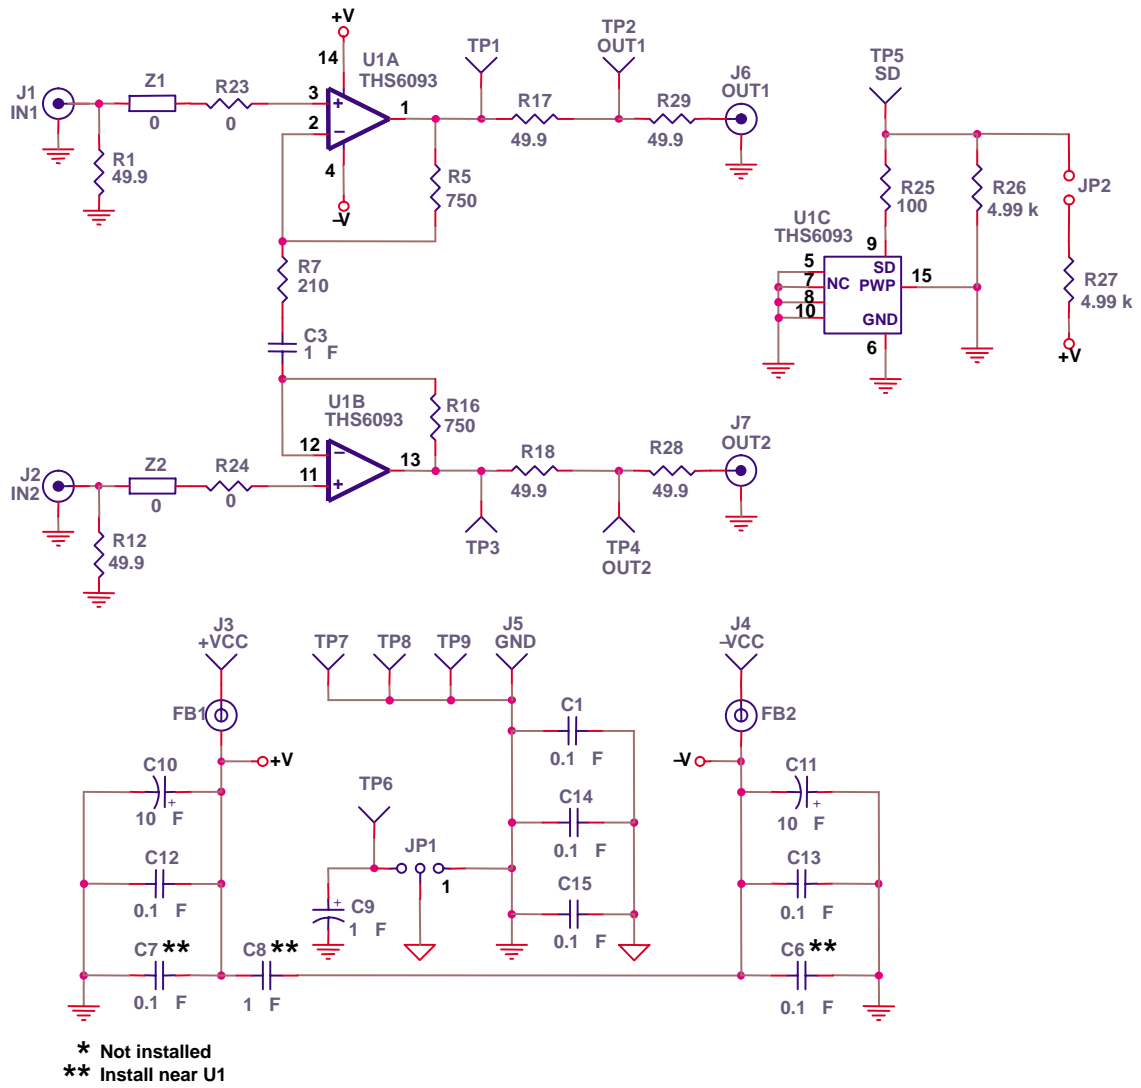 +V
14
U1A
THS6093
TP1
TP2
OUT1
J6
OUT1
TP5
SD
J1
IN1
Z1
0
R23
0
3
2
+
−
1
4
−V
R17
49.9
R29
49.9
R1
49.9
R5
750
R7
210
C3
1 F
R25
100
R26
4.99 k
JP2
U1C
THS6093
9
5
7
8
10
NC
SD
PWP
GND
15
6
R27
4.99 k
+V
U1B
THS6093
R16
750
12
11
−
+
13
J7
OUT2
J2
IN2
Z2
0
R24
0
R18
49.9
R28
49.9
R12
49.9
TP3
TP4
OUT2
J3
+VCC
TP7
TP8
TP9
J5
GND
J4
−VCC
FB1
FB2
C1
0.1 F
+V
−V
C10
+
10 F
TP6
C14
0.1 F
C11
+
10 F
JP1
1
C12
0.1 F
C9
+
1 F
C15
0.1 F
C13
0.1 F
C7 **
0.1 F
C8 **
1 F
C6 **
0.1 F
* Not installed
** Install near U1